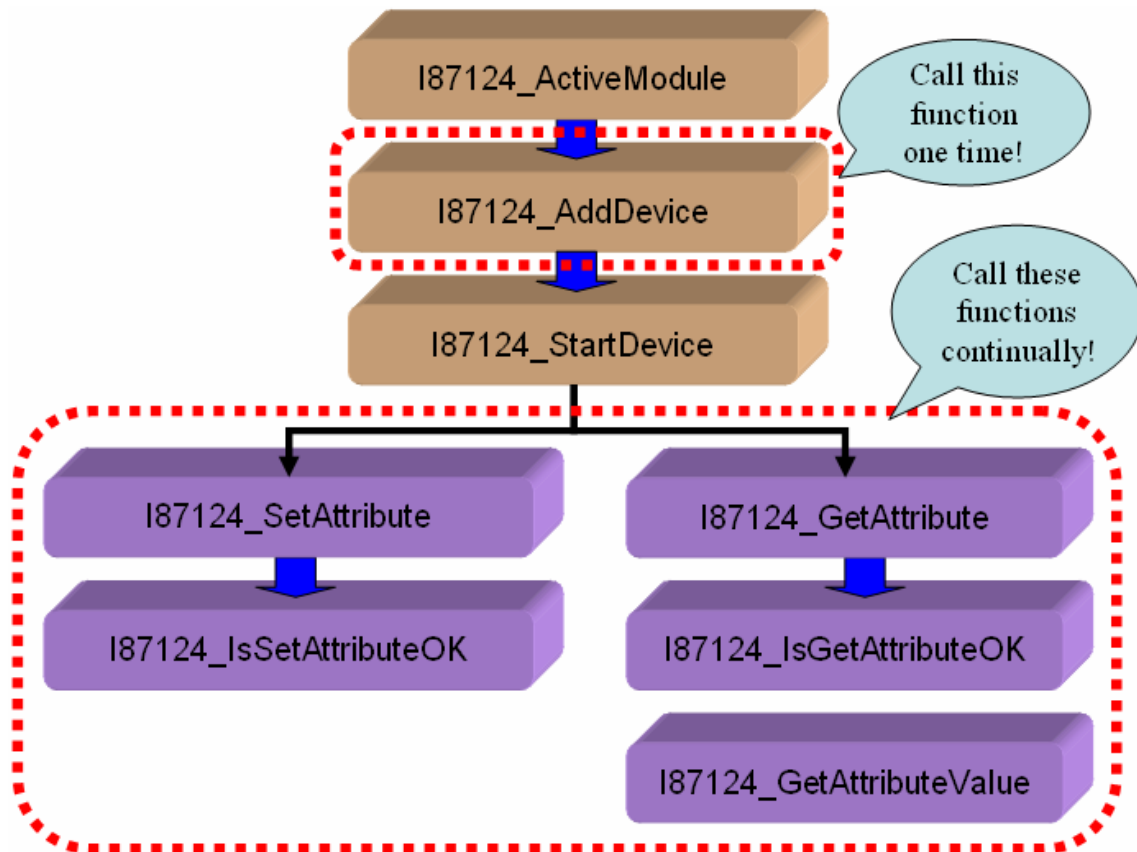 I87124_ActiveModule
Call this
function
one time!
I87124_AddDevice
I87124_StartDevice
Call these
functions
continually!
I87124_SetAttribute
I87124_GetAttribute
I87124_IsSetAttributeOK
I87124_IsGetAttributeOK
I87124_GetAttributeValue